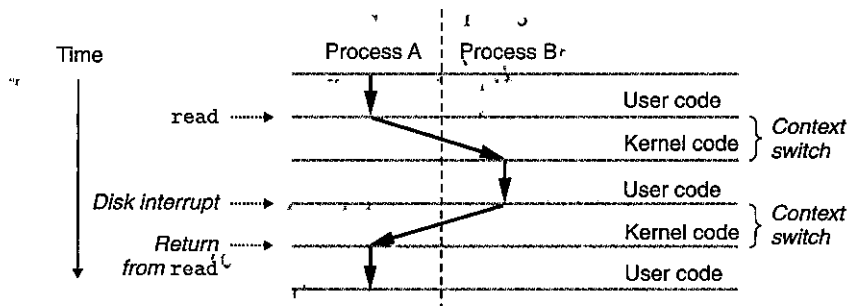 Time
Process A
Process B
User code
read
Kernel code
Context
switch
User code
Disk interrupt
Kernel code
Context
switch
Return
from read
User code